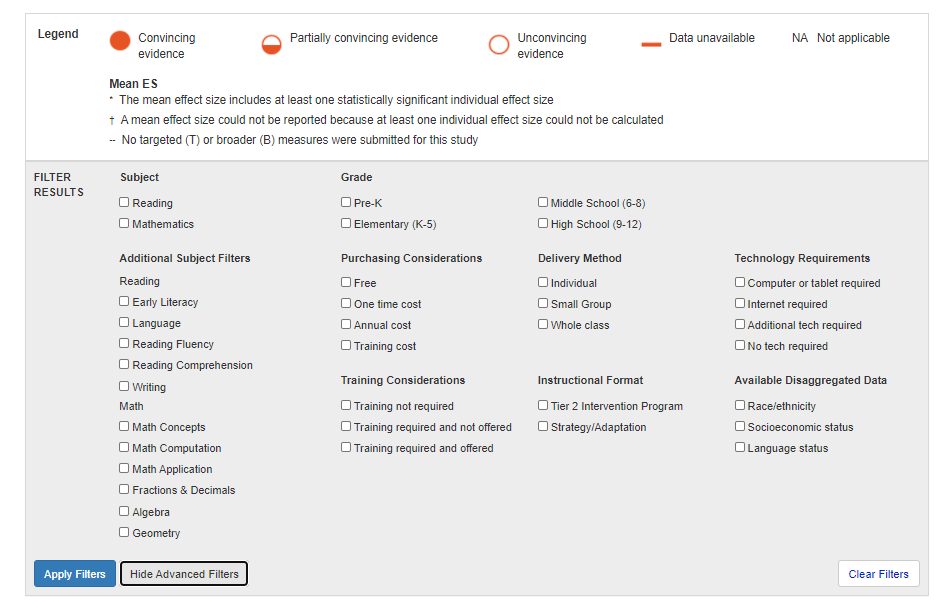 Legend
Convincing evidence
Partially convincing evidence
Unconvincing evidence
Data unavailable
NA Not applicable
Mean ES
* The mean effect size includes at least one statistically significant individual effect size
† A mean effect size could not be reported because at least one individual effect size could not be calculated
-- No targeted (T) or broader (B) measures were submitted for this study
FILTER RESULTS
Subject
Reading
Mathematics
Grade
Pre-K
Elementary (K-5)
Middle School (6-8)
High School (9-12)
Additional Subject Filters
Reading
Early Literacy
Language
Reading Fluency
Reading Comprehension
Writing
Math
Math Concepts
Math Computation
Math Application
Fractions & Decimals
Algebra
Geometry
Purchasing Considerations
Free
One time cost
Annual cost
Training cost
Delivery Method
Individual
Small Group
Whole class
Technology Requirements
Computer or tablet required
Internet required
Additional tech required
No tech required
Training Considerations
Training not required
Training required and not offered
Training required and offered
Instructional Format
Tier 2 Intervention Program
Strategy/Adaptation
Available Disaggregated Data
Race/ethnicity
Socioeconomic status
Language status
Apply Filters
Hide Advanced Filters
Clear Filters